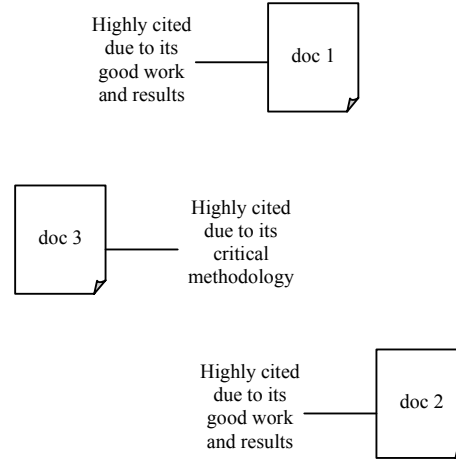 Highly cited
due to its
good work
and results
doc 1
doc 3
Highly cited
due to its
critical
methodology
Highly cited
due to its
good work
and results
doc 2